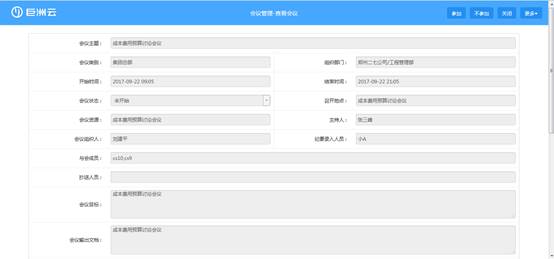 巨洲云
会议管理-查看会议
参加 不参加 关闭 更多
会议主题： 成本费用预算讨论会议
会议类别： 集团总部 组织部门： 郑州二七公司/工程管理部
开始时间： 2017-09-22 09:05 结束时间： 2017-09-22 21:05
会议状态： 未开始 召开地点： 成本费用预算讨论会议
会议资源： 成本费用预算讨论会议 主持人： 张三峰
会议组织人： 刘建平 纪要录入人员： 小A
与会成员： cs10,cs9
抄送人员：
会议目标： 成本费用预算讨论会议
会议输出文档： 成本费用预算讨论会议